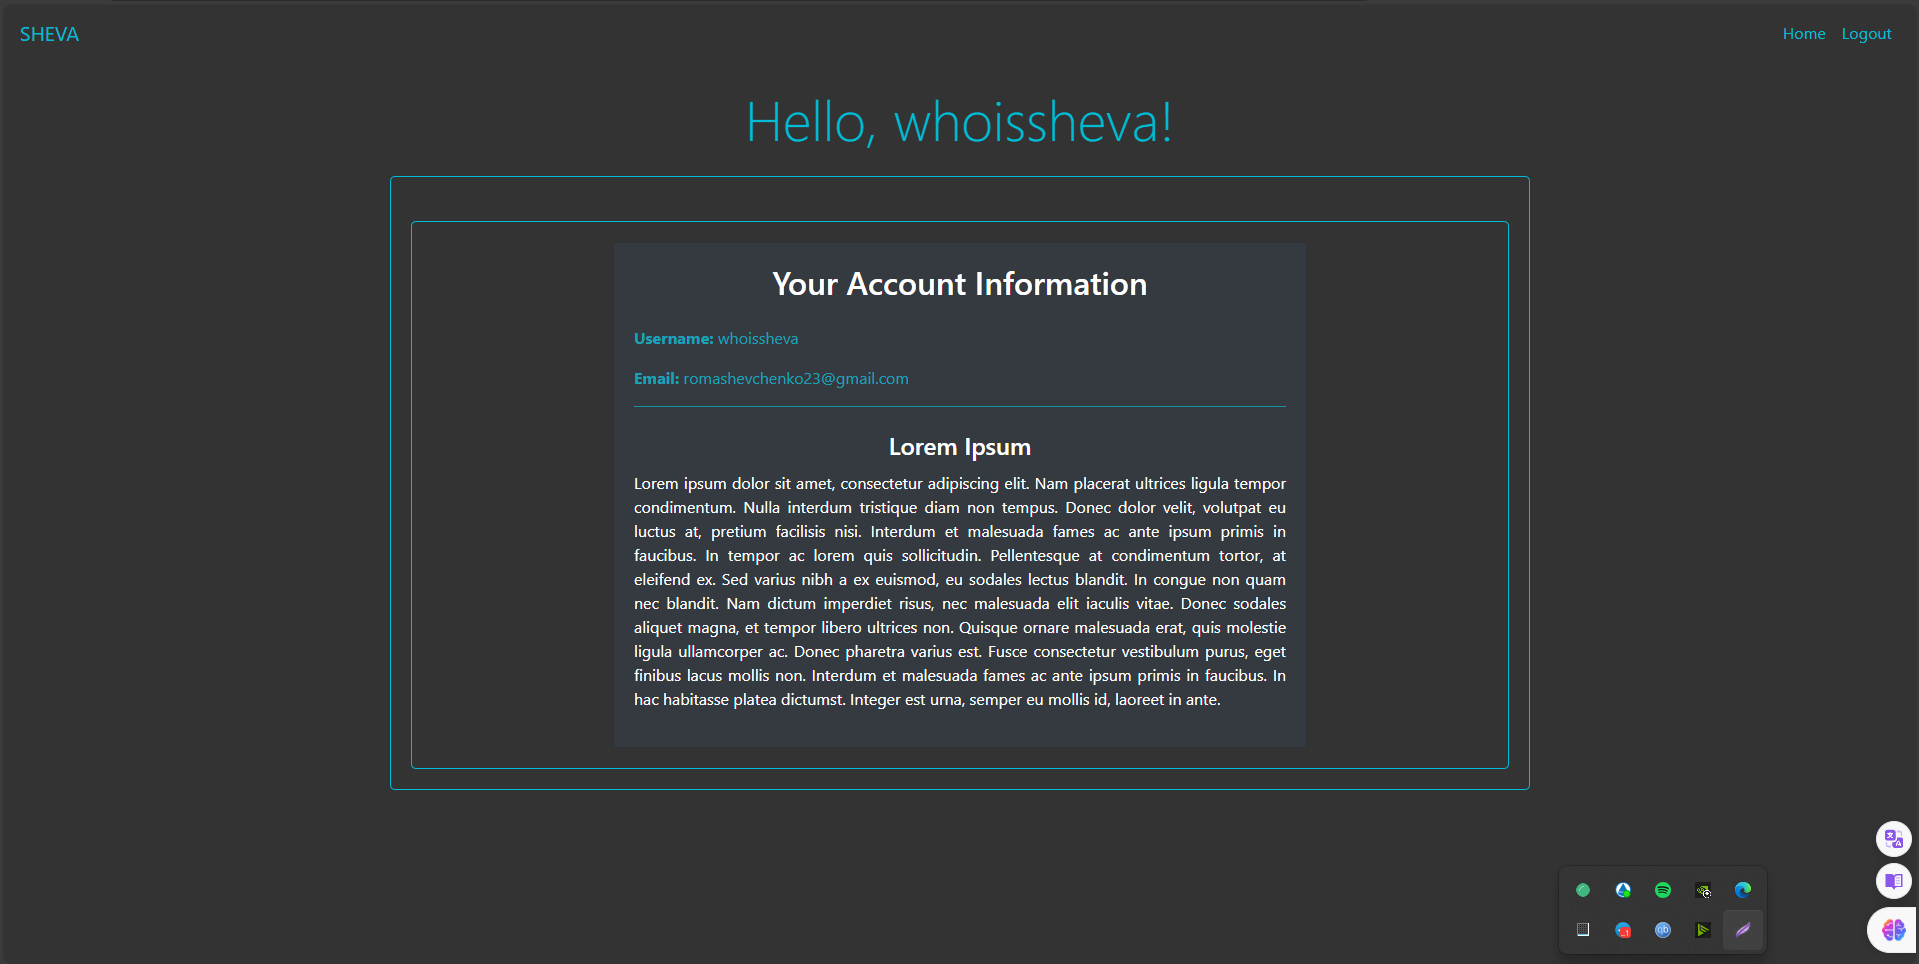 SHEVA
Home Logout
Hello, whoissheva!
Your Account Information
Username: whoissheva
Email: romashevchenko23@gmail.com
Lorem Ipsum
Lorem ipsum dolor sit amet, consectetur adipiscing elit. Nam placerat ultrices ligula tempor
condimentum. Nulla interdum tristique diam non tempus. Donec dolor velit, volutpat eu
luctus at, pretium facilisis nisi. Interdum et malesuada fames ac ante ipsum primis in
faucibus. In tempor ac lorem quis sollicitudin. Pellentesque at condimentum tortor, at
eleifend ex. Sed varius nibh a ex euismod, eu sodales lectus blandit. In congue non quam
nec blandit. Nam dictum imperdiet risus, nec malesuada elit iaculis vitae. Donec sodales
aliquet magna, et tempor libero ultrices non. Quisque ornare malesuada erat, quis molestie
ligula ullamcorper ac. Donec pharetra varius est. Fusce consectetur vestibulum purus, eget
finibus lacus mollis non. Interdum et malesuada fames ac ante ipsum primis in faucibus. In
hac habitasse platea dictumst. Integer est urna, semper eu mollis id, laoreet in ante.
qb